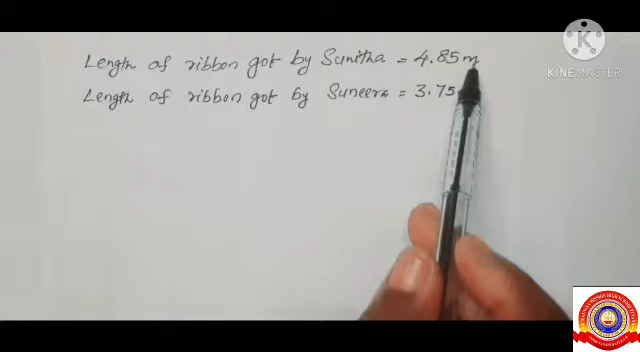 Length of ribbon got by Sunitha = 4.85m
Length of ribbon got by Suneera = 3.75
K
KINEMASTER